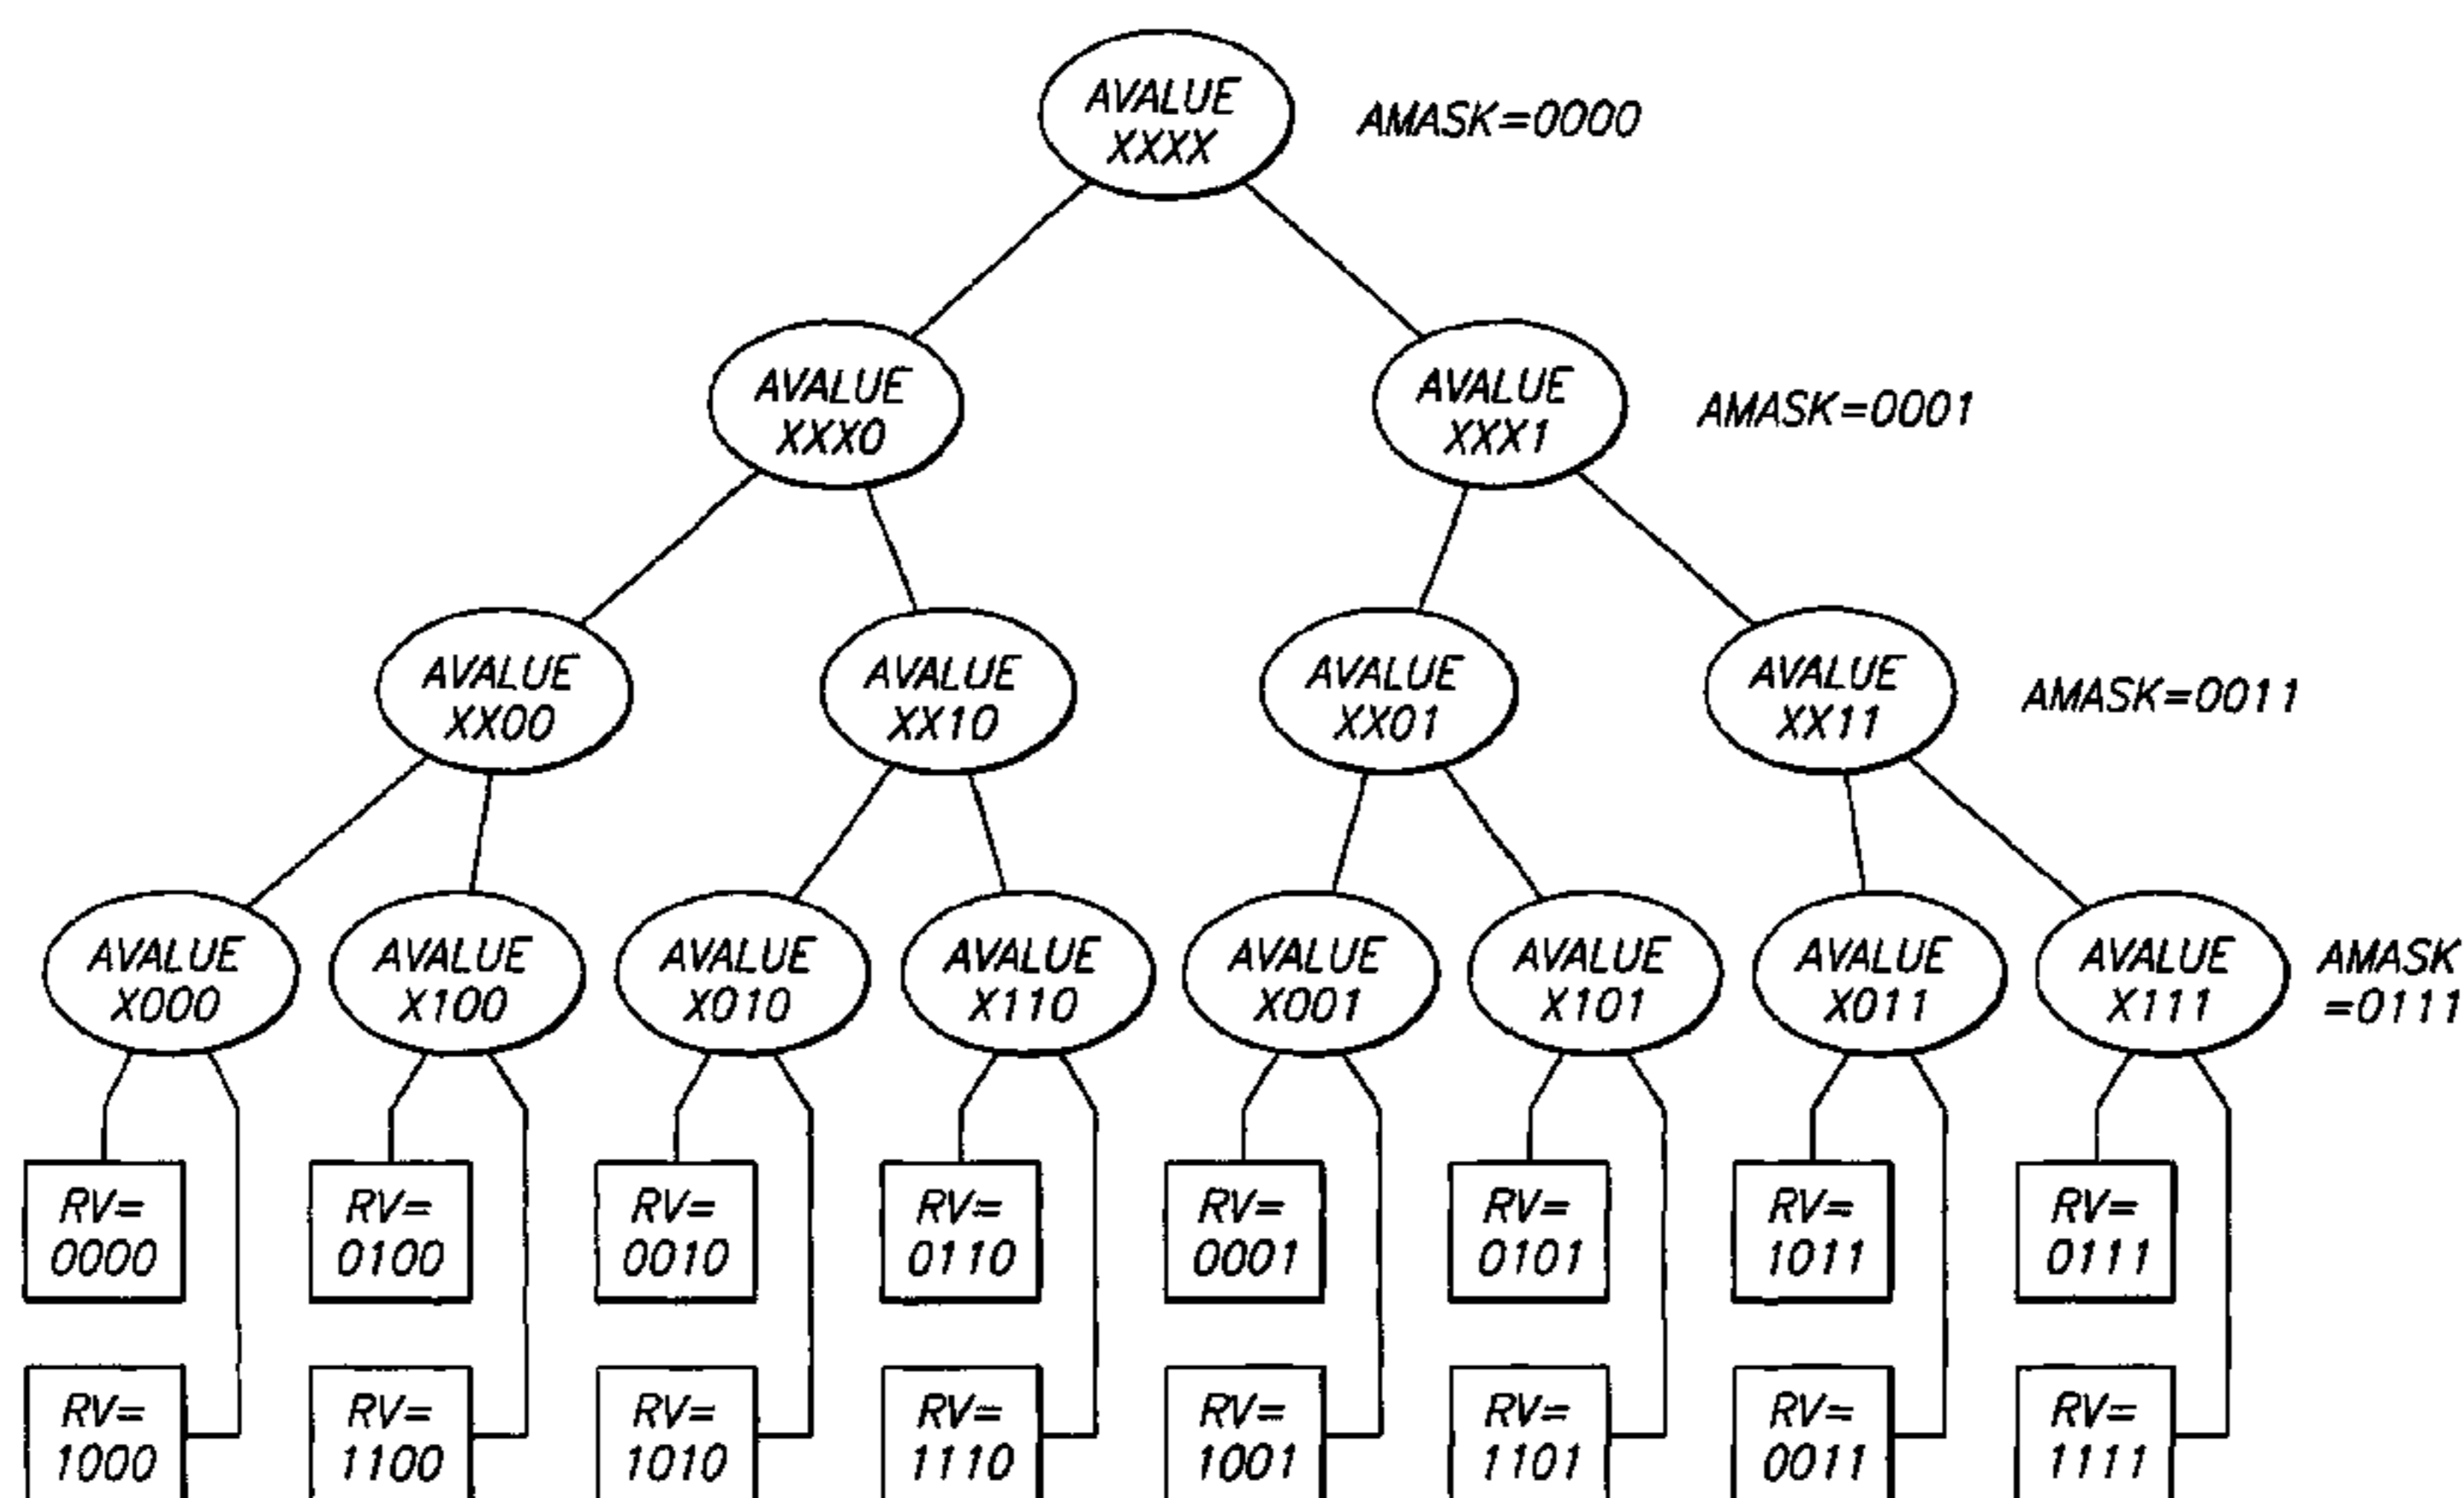 AVALUE
XXXX
AMASK=0000
AVALUE
XXX0
AVALUE
XXX1
AMASK=0001
AVALUE
XX00
AVALUE
XX10
AVALUE
XX01
AVALUE
XX11
AMASK=0011
AVALUE
X000
AVALUE
X100
AVALUE
X010
AVALUE
X110
AVALUE
X001
AVALUE
X101
AVALUE
X011
AVALUE
X111
AMASK
=0111
RV=
0000
RV=
0100
RV=
0010
RV=
0110
RV=
0001
RV=
0101
RV=
1011
RV=
0111
RV=
1000
RV=
1100
RV=
1010
RV=
1110
RV=
1001
RV=
1101
RV=
0011
RV=
1111